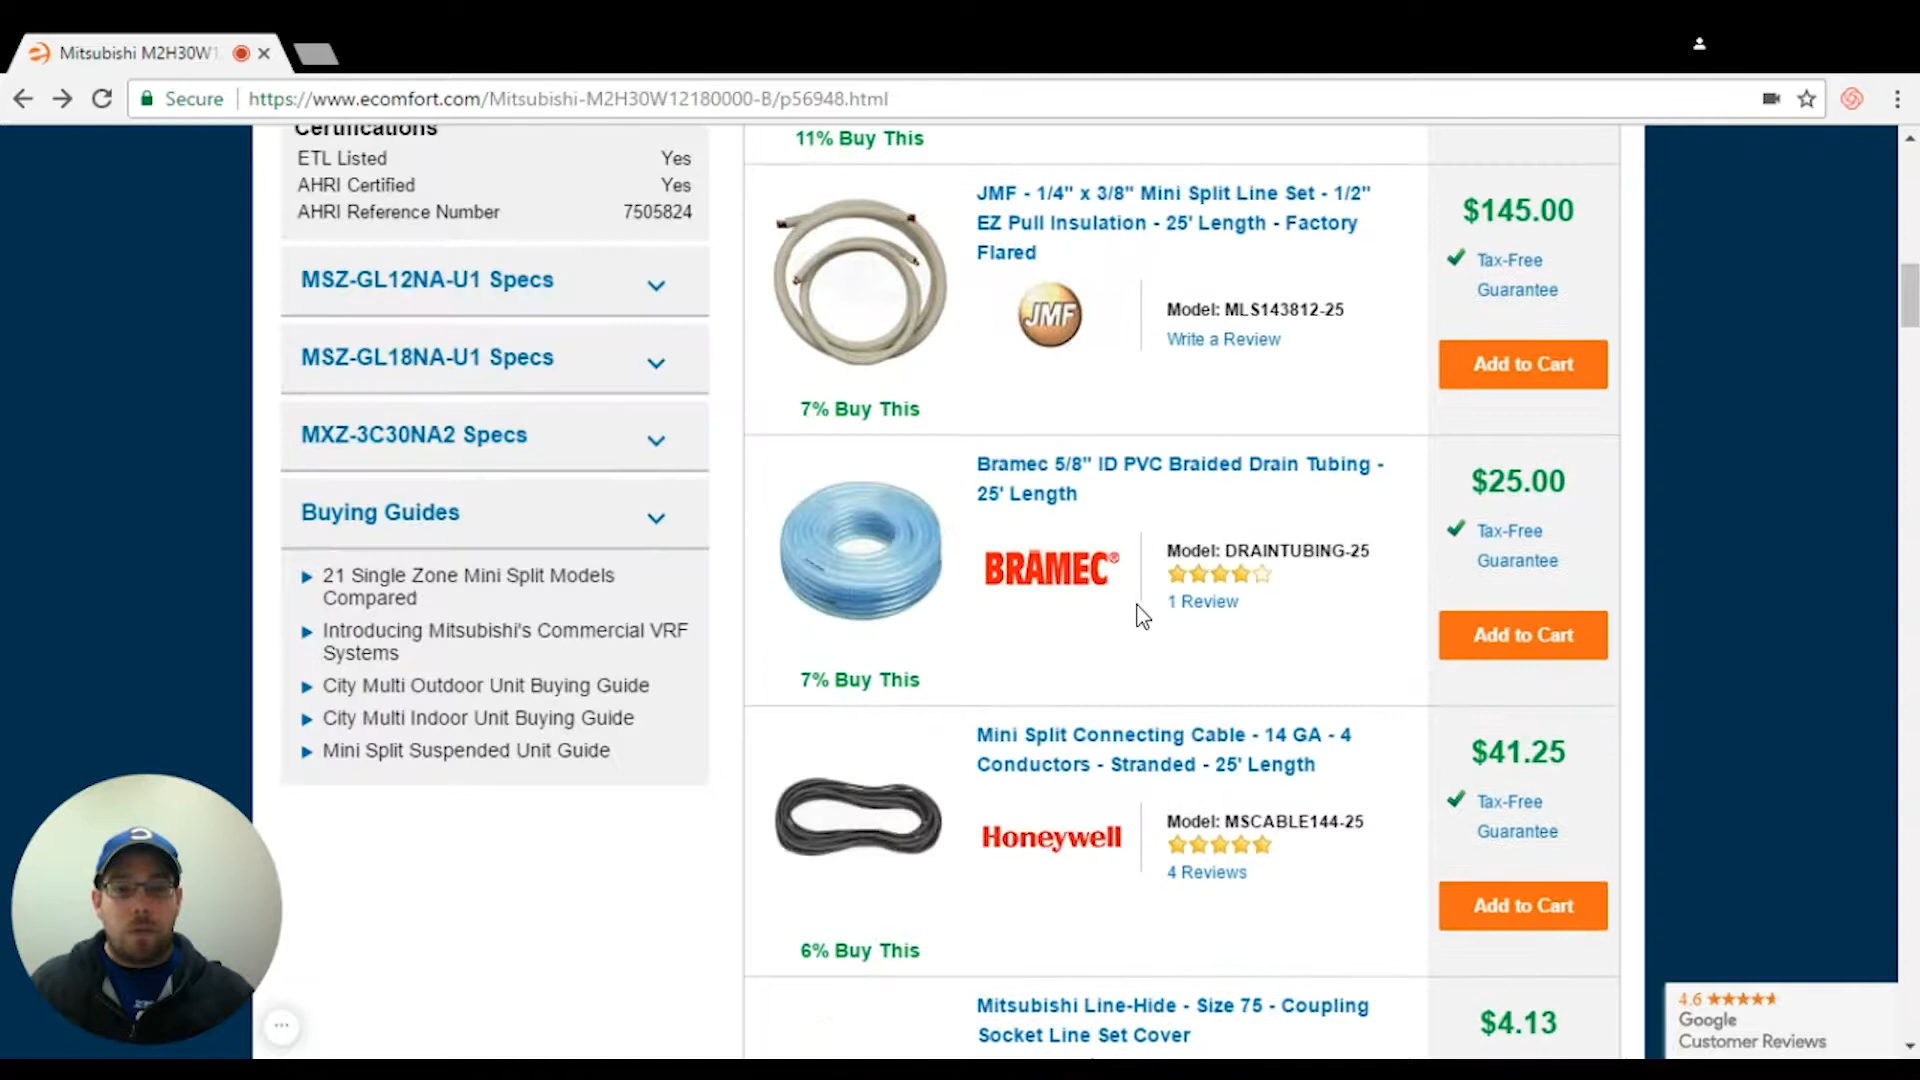 Mitsubishi M2H30W1
Secure
https://www.ecomfort.com/Mitsubishi-M2H30W12180000-B/p56948.html
Certifications
ETL Listed Yes
AHRI Certified Yes
AHRI Reference Number 7505824
MSZ-GL12NA-U1 Specs
MSZ-GL18NA-U1 Specs
MXZ-3C30NA2 Specs
Buying Guides
21 Single Zone Mini Split Models
Compared
Introducing Mitsubishi's Commercial VRF
Systems
City Multi Outdoor Unit Buying Guide
City Multi Indoor Unit Buying Guide
Mini Split Suspended Unit Guide
11% Buy This
JMF - 1/4" x 3/8" Mini Split Line Set - 1/2"
EZ Pull Insulation - 25' Length - Factory
Flared
JMF
Model: MLS143812-25
Write a Review
7% Buy This
$145.00
Tax-Free
Guarantee
Add to Cart
Bramec 5/8" ID PVC Braided Drain Tubing -
25' Length
BRAMEC®
Model: DRAINTUBING-25
1 Review
7% Buy This
$25.00
Tax-Free
Guarantee
Add to Cart
Mini Split Connecting Cable - 14 GA - 4
Conductors - Stranded - 25' Length
Honeywell
Model: MSCABLE144-25
4 Reviews
6% Buy This
$41.25
Tax-Free
Guarantee
Add to Cart
Mitsubishi Line-Hide - Size 75 - Coupling
Socket Line Set Cover
$4.13
4.6
Google
Customer Reviews